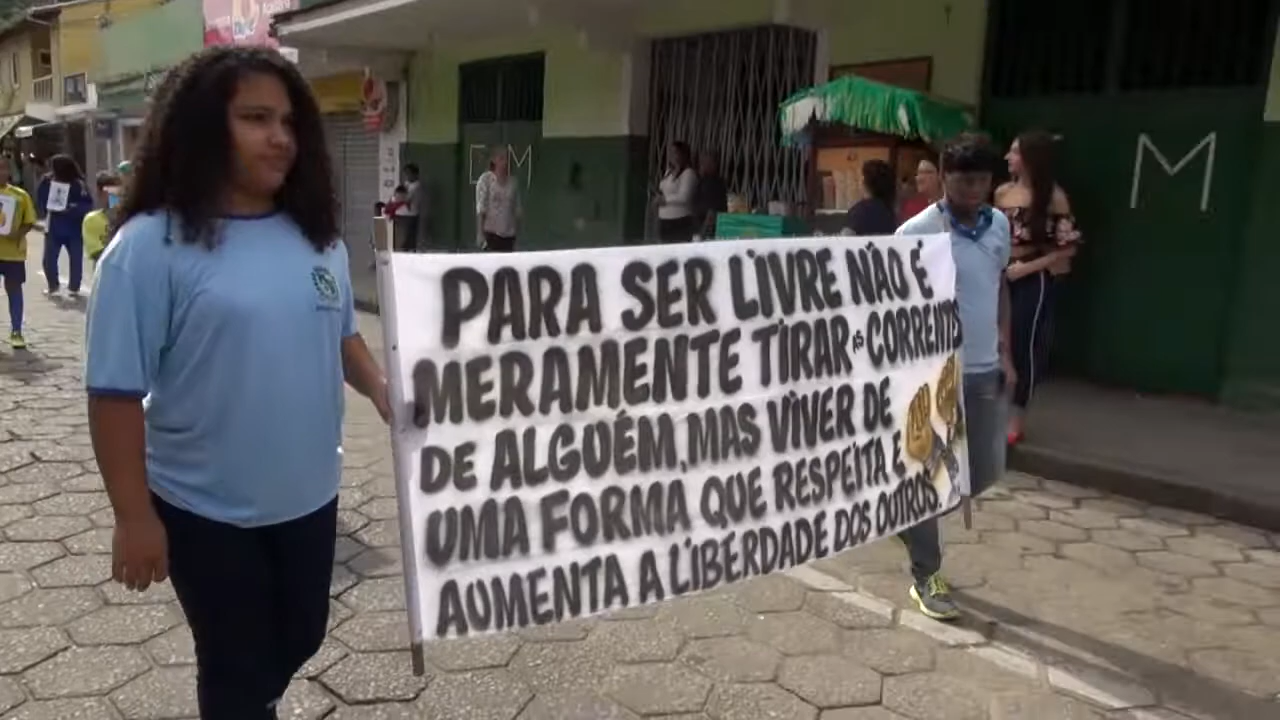 PARA SER LIVRE NÃO É
MERAMENTE TIRAR AS CORRENTES
DE ALGUÉM, MAS VIVER DE
UMA FORMA QUE RESPEITA E
AUMENTA A LIBERDADE DOS OUTROS.
M
M